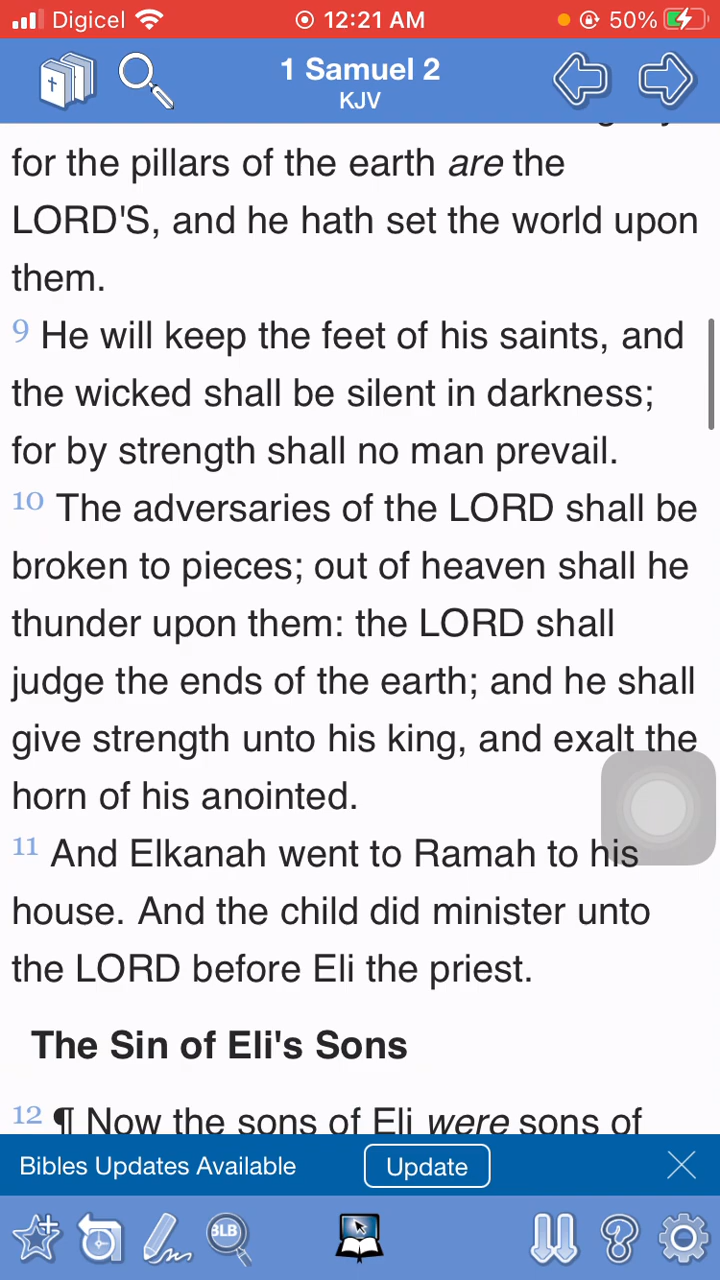 Digicel 12:21 AM 50%
1 Samuel 2
KJV
for the pillars of the earth are the
LORD'S, and he hath set the world upon
them.
9 He will keep the feet of his saints, and
the wicked shall be silent in darkness;
for by strength shall no man prevail.
10 The adversaries of the LORD shall be
broken to pieces; out of heaven shall he
thunder upon them: the LORD shall
judge the ends of the earth; and he shall
give strength unto his king, and exalt the
horn of his anointed.
11 And Elkanah went to Ramah to his
house. And the child did minister unto
the LORD before Eli the priest.
The Sin of Eli's Sons
12 ¶ Now the sons of Eli were sons of
Bibles Updates Available Update
BLB